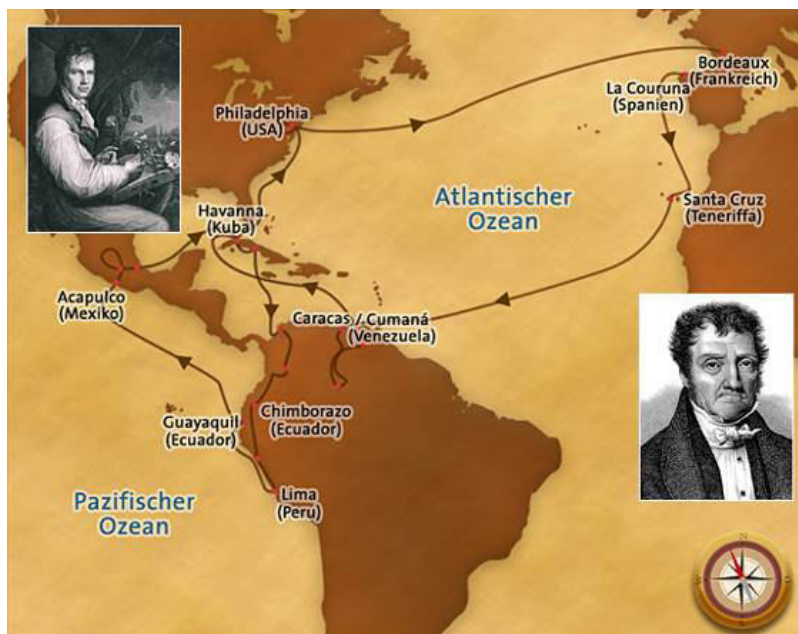 Bordeaux
(Frankreich)
La Couruna
(Spanien)
Philadelphia
(USA)
Atlantischer
Ozean
Santa Cruz
(Teneriffa)
Havanna
(Kuba)
Acapulco
(Mexiko)
Caracas / Cumaná
(Venezuela)
Guayaquil
(Ecuador)
Chimborazo
(Ecuador)
Lima
(Peru)
Pazifischer
Ozean